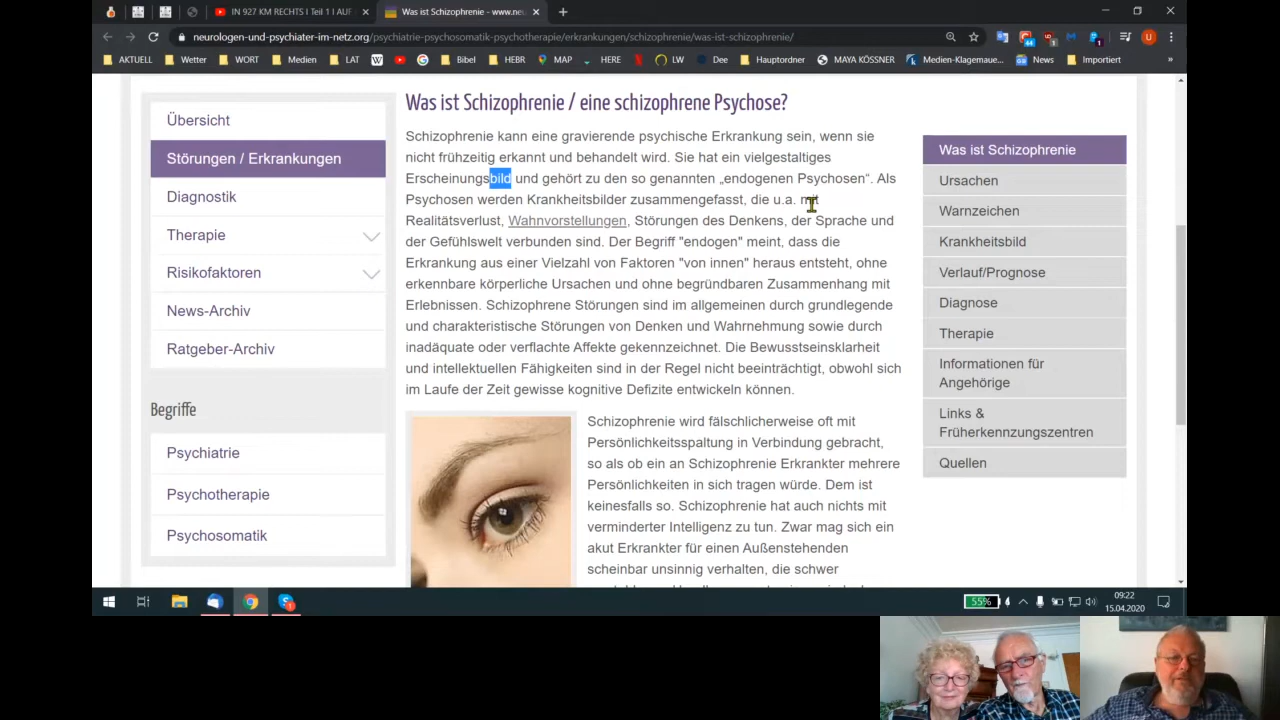 IN 927 KM RECHTS I Teil 1 I AUF
Was ist Schizophrenie - www.neu
neurologen-und-psychiater-im-netz.org/psychiatrie-psychosomatik-psychotherapie/erkrankungen/schizophrenie/was-ist-schizophrenie/
AKTUELL Wetter WORT Medien LAT Bibel HEBR MAP HERE LW Dee Hauptordner MAYA KÖSSNER Medien-Klagemaue... News Importiert »
Übersicht
Störungen / Erkrankungen
Diagnostik
Therapie
Risikofaktoren
News-Archiv
Ratgeber-Archiv
Begriffe
Psychiatrie
Psychotherapie
Psychosomatik
Was ist Schizophrenie / eine schizophrene Psychose?
Schizophrenie kann eine gravierende psychische Erkrankung sein, wenn sie
nicht frühzeitig erkannt und behandelt wird. Sie hat ein vielgestaltiges
Erscheinungsbild und gehört zu den so genannten „endogenen Psychosen“. Als
Psychosen werden Krankheitsbilder zusammengefasst, die u.a. mit
Realitätsverlust, Wahnvorstellungen, Störungen des Denkens, der Sprache und
der Gefühlswelt verbunden sind. Der Begriff "endogen" meint, dass die
Erkrankung aus einer Vielzahl von Faktoren "von innen" heraus entsteht, ohne
erkennbare körperliche Ursachen und ohne begründbaren Zusammenhang mit
Erlebnissen. Schizophrene Störungen sind im allgemeinen durch grundlegende
und charakteristische Störungen von Denken und Wahrnehmung sowie durch
inadäquate oder verflachte Affekte gekennzeichnet. Die Bewusstseinsklarheit
und intellektuellen Fähigkeiten sind in der Regel nicht beeinträchtigt, obwohl sich
im Laufe der Zeit gewisse kognitive Defizite entwickeln können.
Schizophrenie wird fälschlicherweise oft mit
Persönlichkeitsspaltung in Verbindung gebracht,
so als ob ein an Schizophrenie Erkrankter mehrere
Persönlichkeiten in sich tragen würde. Dem ist
keinesfalls so. Schizophrenie hat auch nichts mit
verminderter Intelligenz zu tun. Zwar mag sich ein
akut Erkrankter für einen Außenstehenden
scheinbar unsinnig verhalten, die schwer
Was ist Schizophrenie
Ursachen
Warnzeichen
Krankheitsbild
Verlauf/Prognose
Diagnose
Therapie
Informationen für
Angehörige
Links &
Früherkennzungszentren
Quellen
55%
09:22
15.04.2020